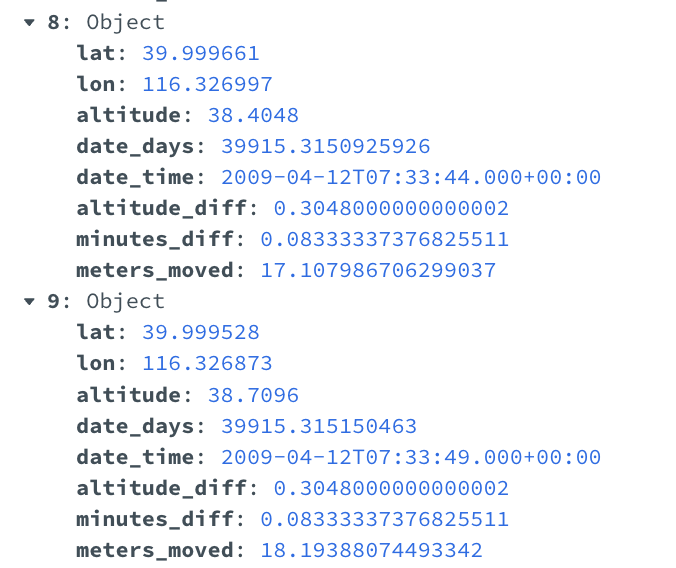 8: Object
lat: 39.999661
lon: 116.326997
altitude: 38.4048
date_days: 39915.3150925926
date_time: 2009-04-12T07:33:44.000+00:00
altitude_diff: 0.3048000000000002
minutes_diff: 0.08333337376825511
meters_moved: 17.107986706299037
9: Object
lat: 39.999528
lon: 116.326873
altitude: 38.7096
date_days: 39915.315150463
date_time: 2009-04-12T07:33:49.000+00:00
altitude_diff: 0.3048000000000002
minutes_diff: 0.08333337376825511
meters_moved: 18.19388074493342